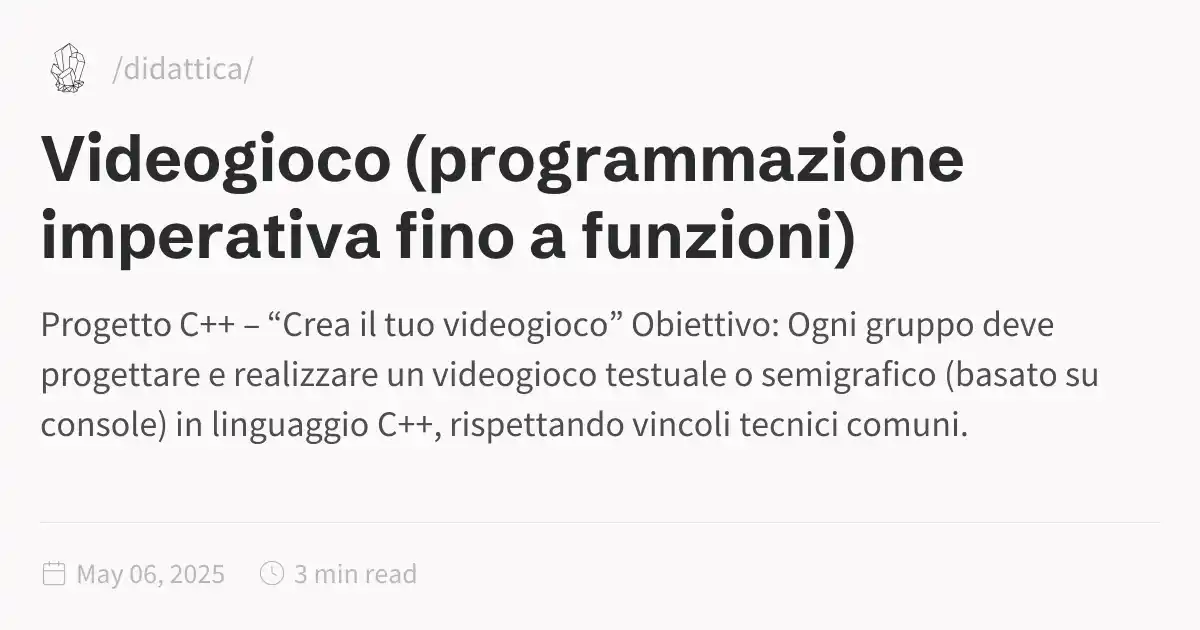 /didattica/
Videogioco (programmazione
imperativa fino a funzioni)
Progetto C++ – “Crea il tuo videogioco” Obiettivo: Ogni gruppo deve
progettare e realizzare un videogioco testuale o semigrafico (basato su
console) in linguaggio C++, rispettando vincoli tecnici comuni.
May 06, 2025 3 min read